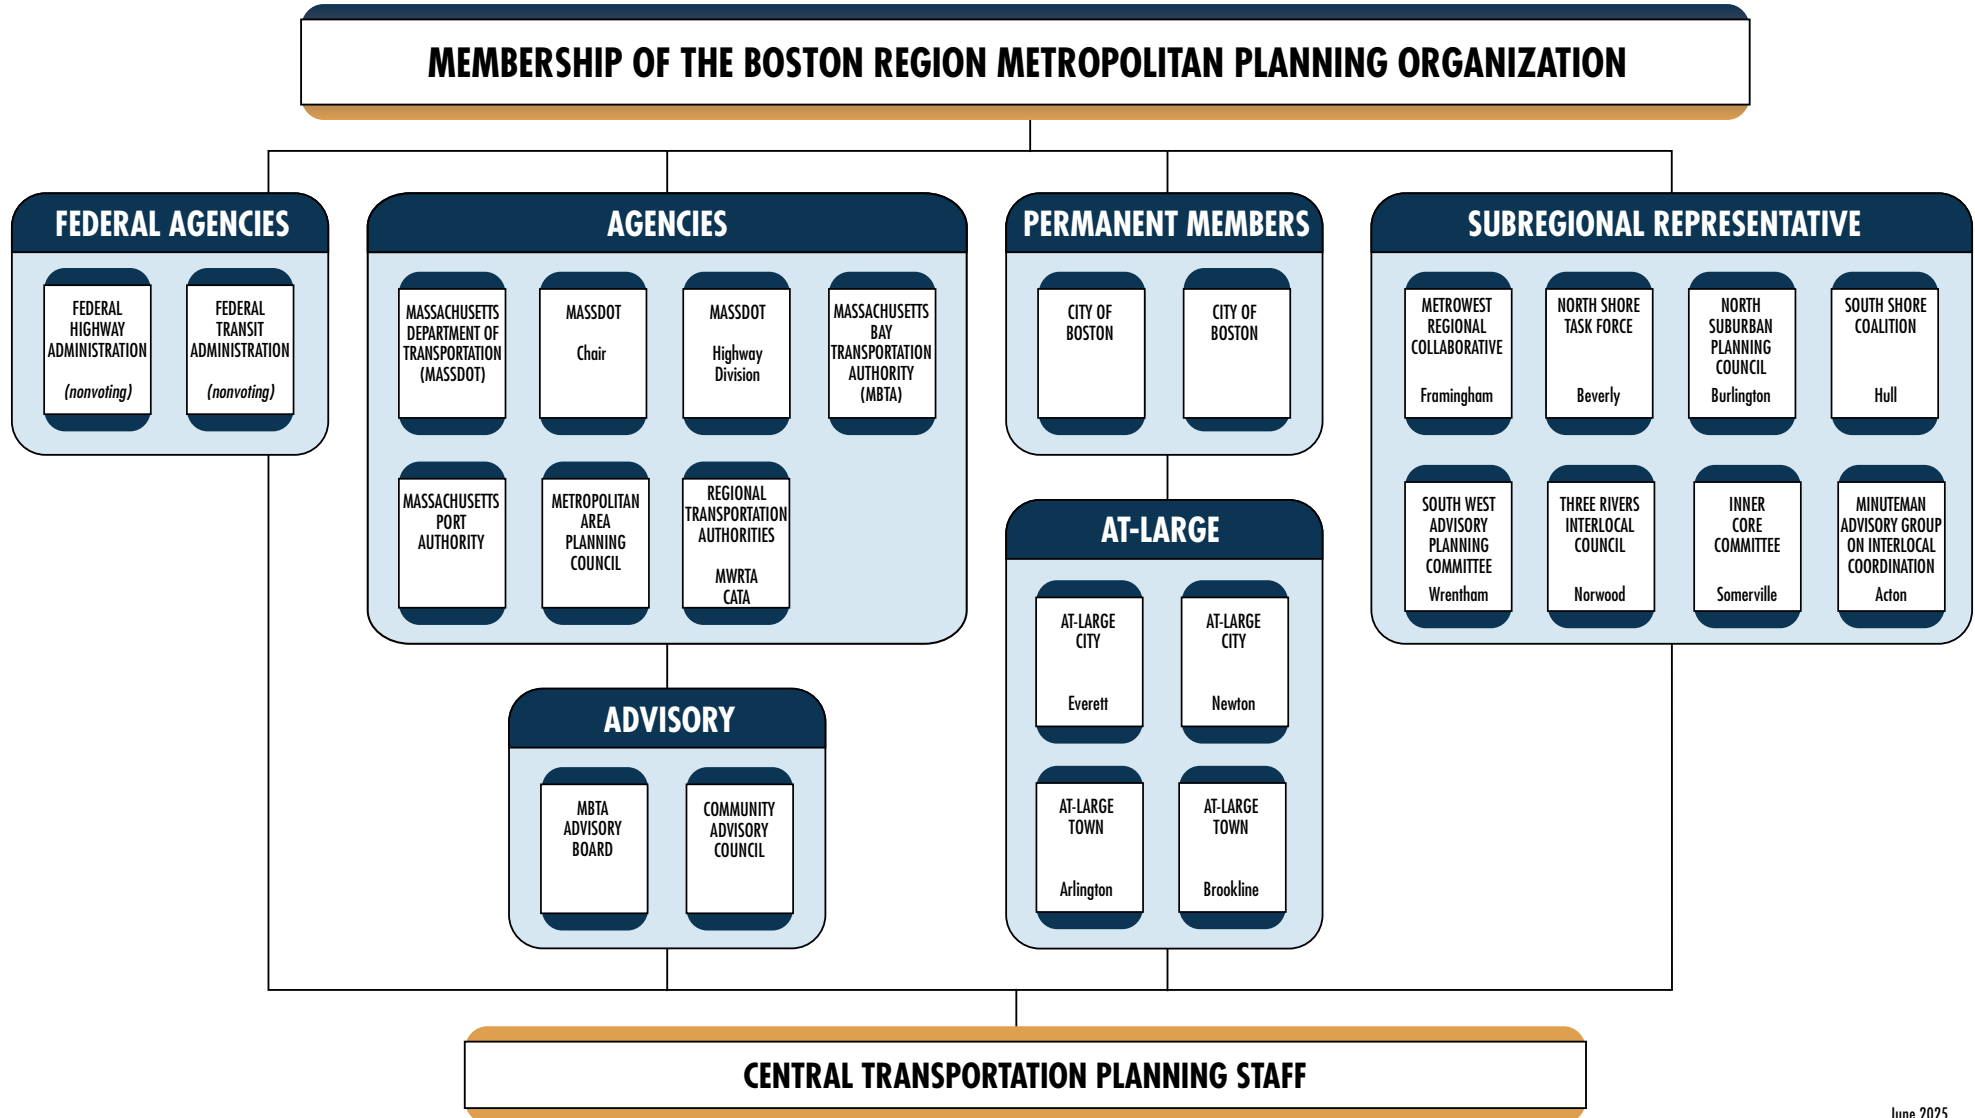 MEMBERSHIP OF THE BOSTON REGION METROPOLITAN PLANNING ORGANIZATION
FEDERAL AGENCIES
FEDERAL
HIGHWAY
ADMINISTRATION
(nonvoting)
FEDERAL
TRANSIT
ADMINISTRATION
(nonvoting)
AGENCIES
MASSACHUSETTS
DEPARTMENT OF
TRANSPORTATION
(MASSDOT)
MASSDOT
Chair
MASSDOT
Highway
Division
MASSACHUSETTS
BAY
TRANSPORTATION
AUTHORITY
(MBTA)
MASSACHUSETTS
PORT
AUTHORITY
METROPOLITAN
AREA
PLANNING
COUNCIL
REGIONAL
TRANSPORTATION
AUTHORITIES
MWRTA
CATA
ADVISORY
MBTA
ADVISORY
BOARD
COMMUNITY
ADVISORY
COUNCIL
PERMANENT MEMBERS
CITY OF
BOSTON
CITY OF
BOSTON
AT-LARGE
AT-LARGE
CITY
Everett
AT-LARGE
CITY
Newton
AT-LARGE
TOWN
Arlington
AT-LARGE
TOWN
Brookline
SUBREGIONAL REPRESENTATIVE
METROWEST
REGIONAL
COLLABORATIVE
Framingham
NORTH SHORE
TASK FORCE
Beverly
NORTH
SUBURBAN
PLANNING
COUNCIL
Burlington
SOUTH SHORE
COALITION
Hull
SOUTH WEST
ADVISORY
PLANNING
COMMITTEE
Wrentham
THREE RIVERS
INTERLOCAL
COUNCIL
Norwood
INNER
CORE
COMMITTEE
Somerville
MINUTEMAN
ADVISORY GROUP
ON INTERLOCAL
COORDINATION
Acton
CENTRAL TRANSPORTATION PLANNING STAFF
June 2025